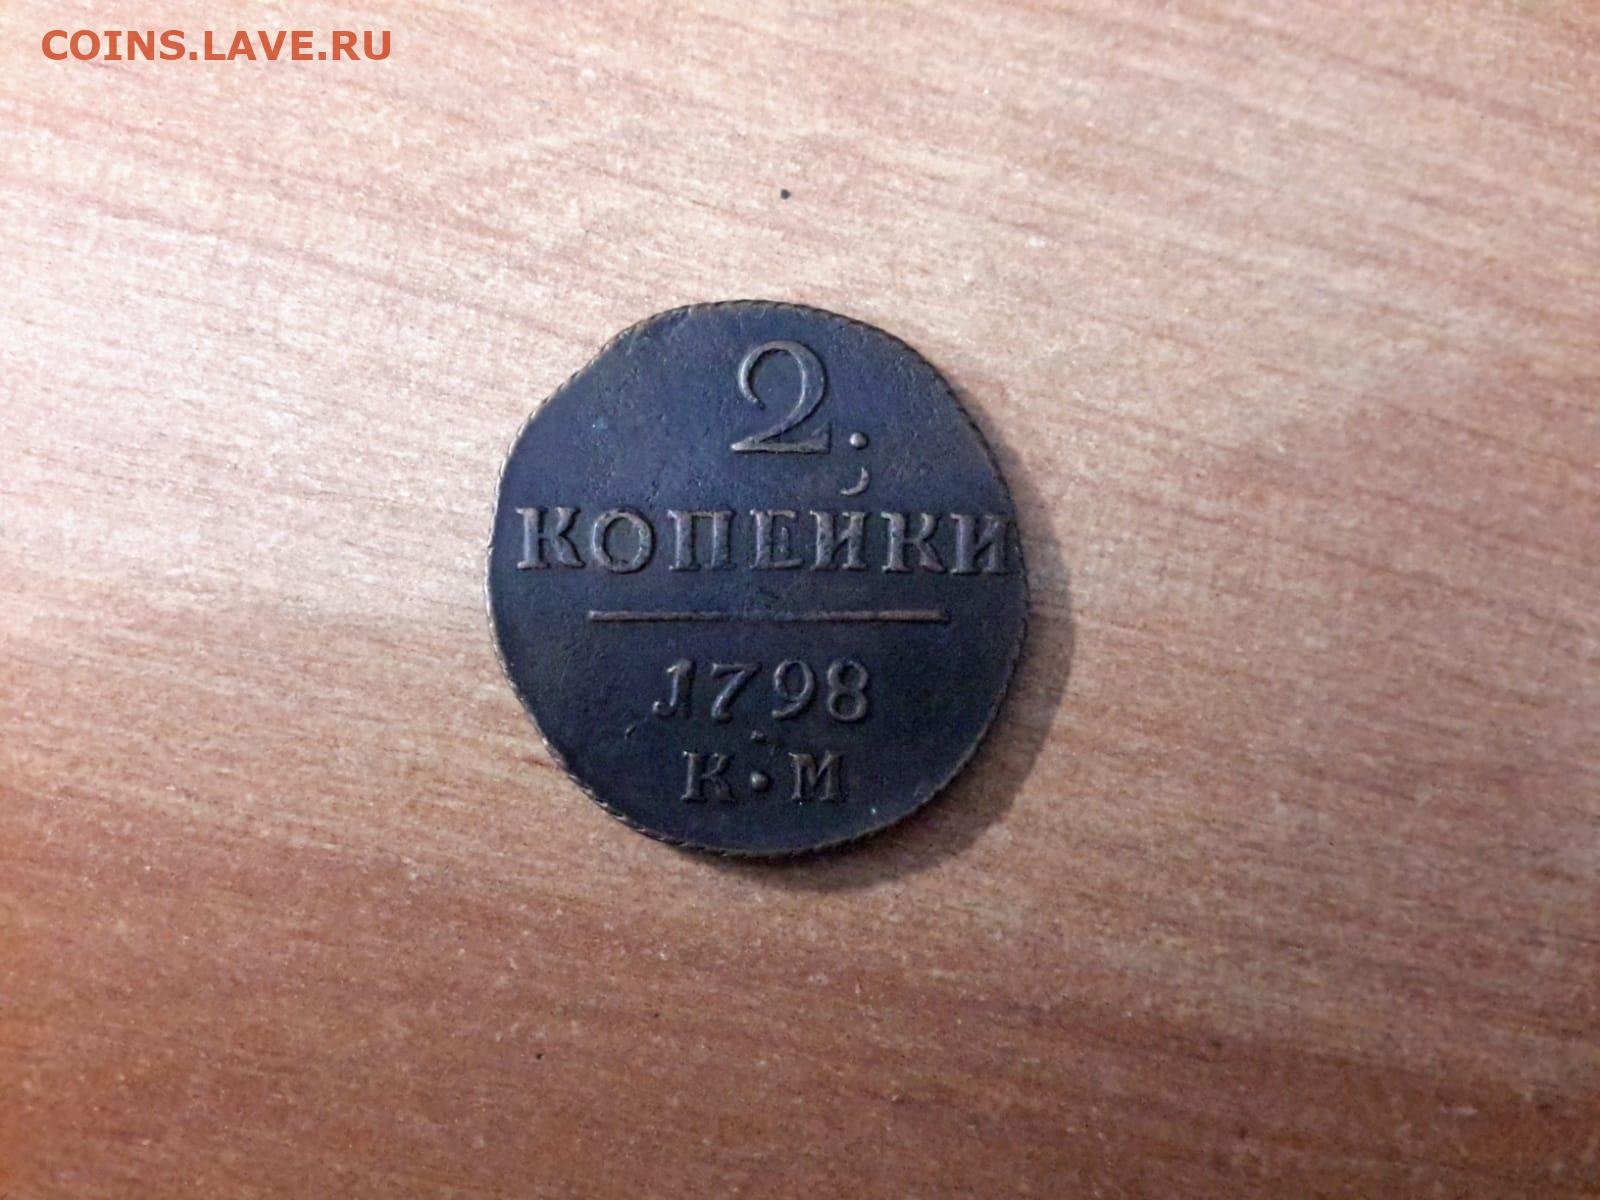 COINS.LAVE.RU
2.
КОПЕЙКИ
1798
К•М